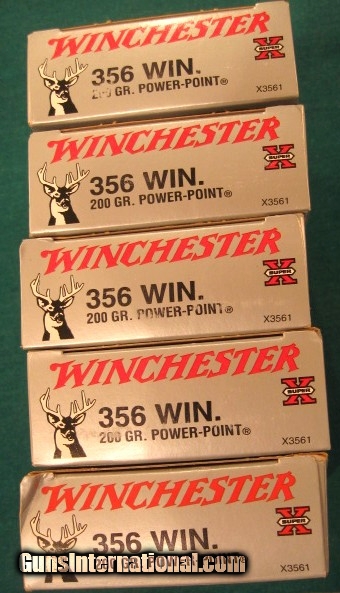 WINCHESTER
356 WIN.
200 GR. POWER-POINT®
SUPER X
X3561
WINCHESTER
356 WIN.
200 GR. POWER-POINT®
SUPER X
X3561
WINCHESTER
356 WIN.
200 GR. POWER-POINT®
SUPER X
X3561
WINCHESTER
356 WIN.
200 GR. POWER-POINT®
SUPER X
X3561
WINCHESTER
356 WIN.
SUPER X
X3561
GunsInternational.com